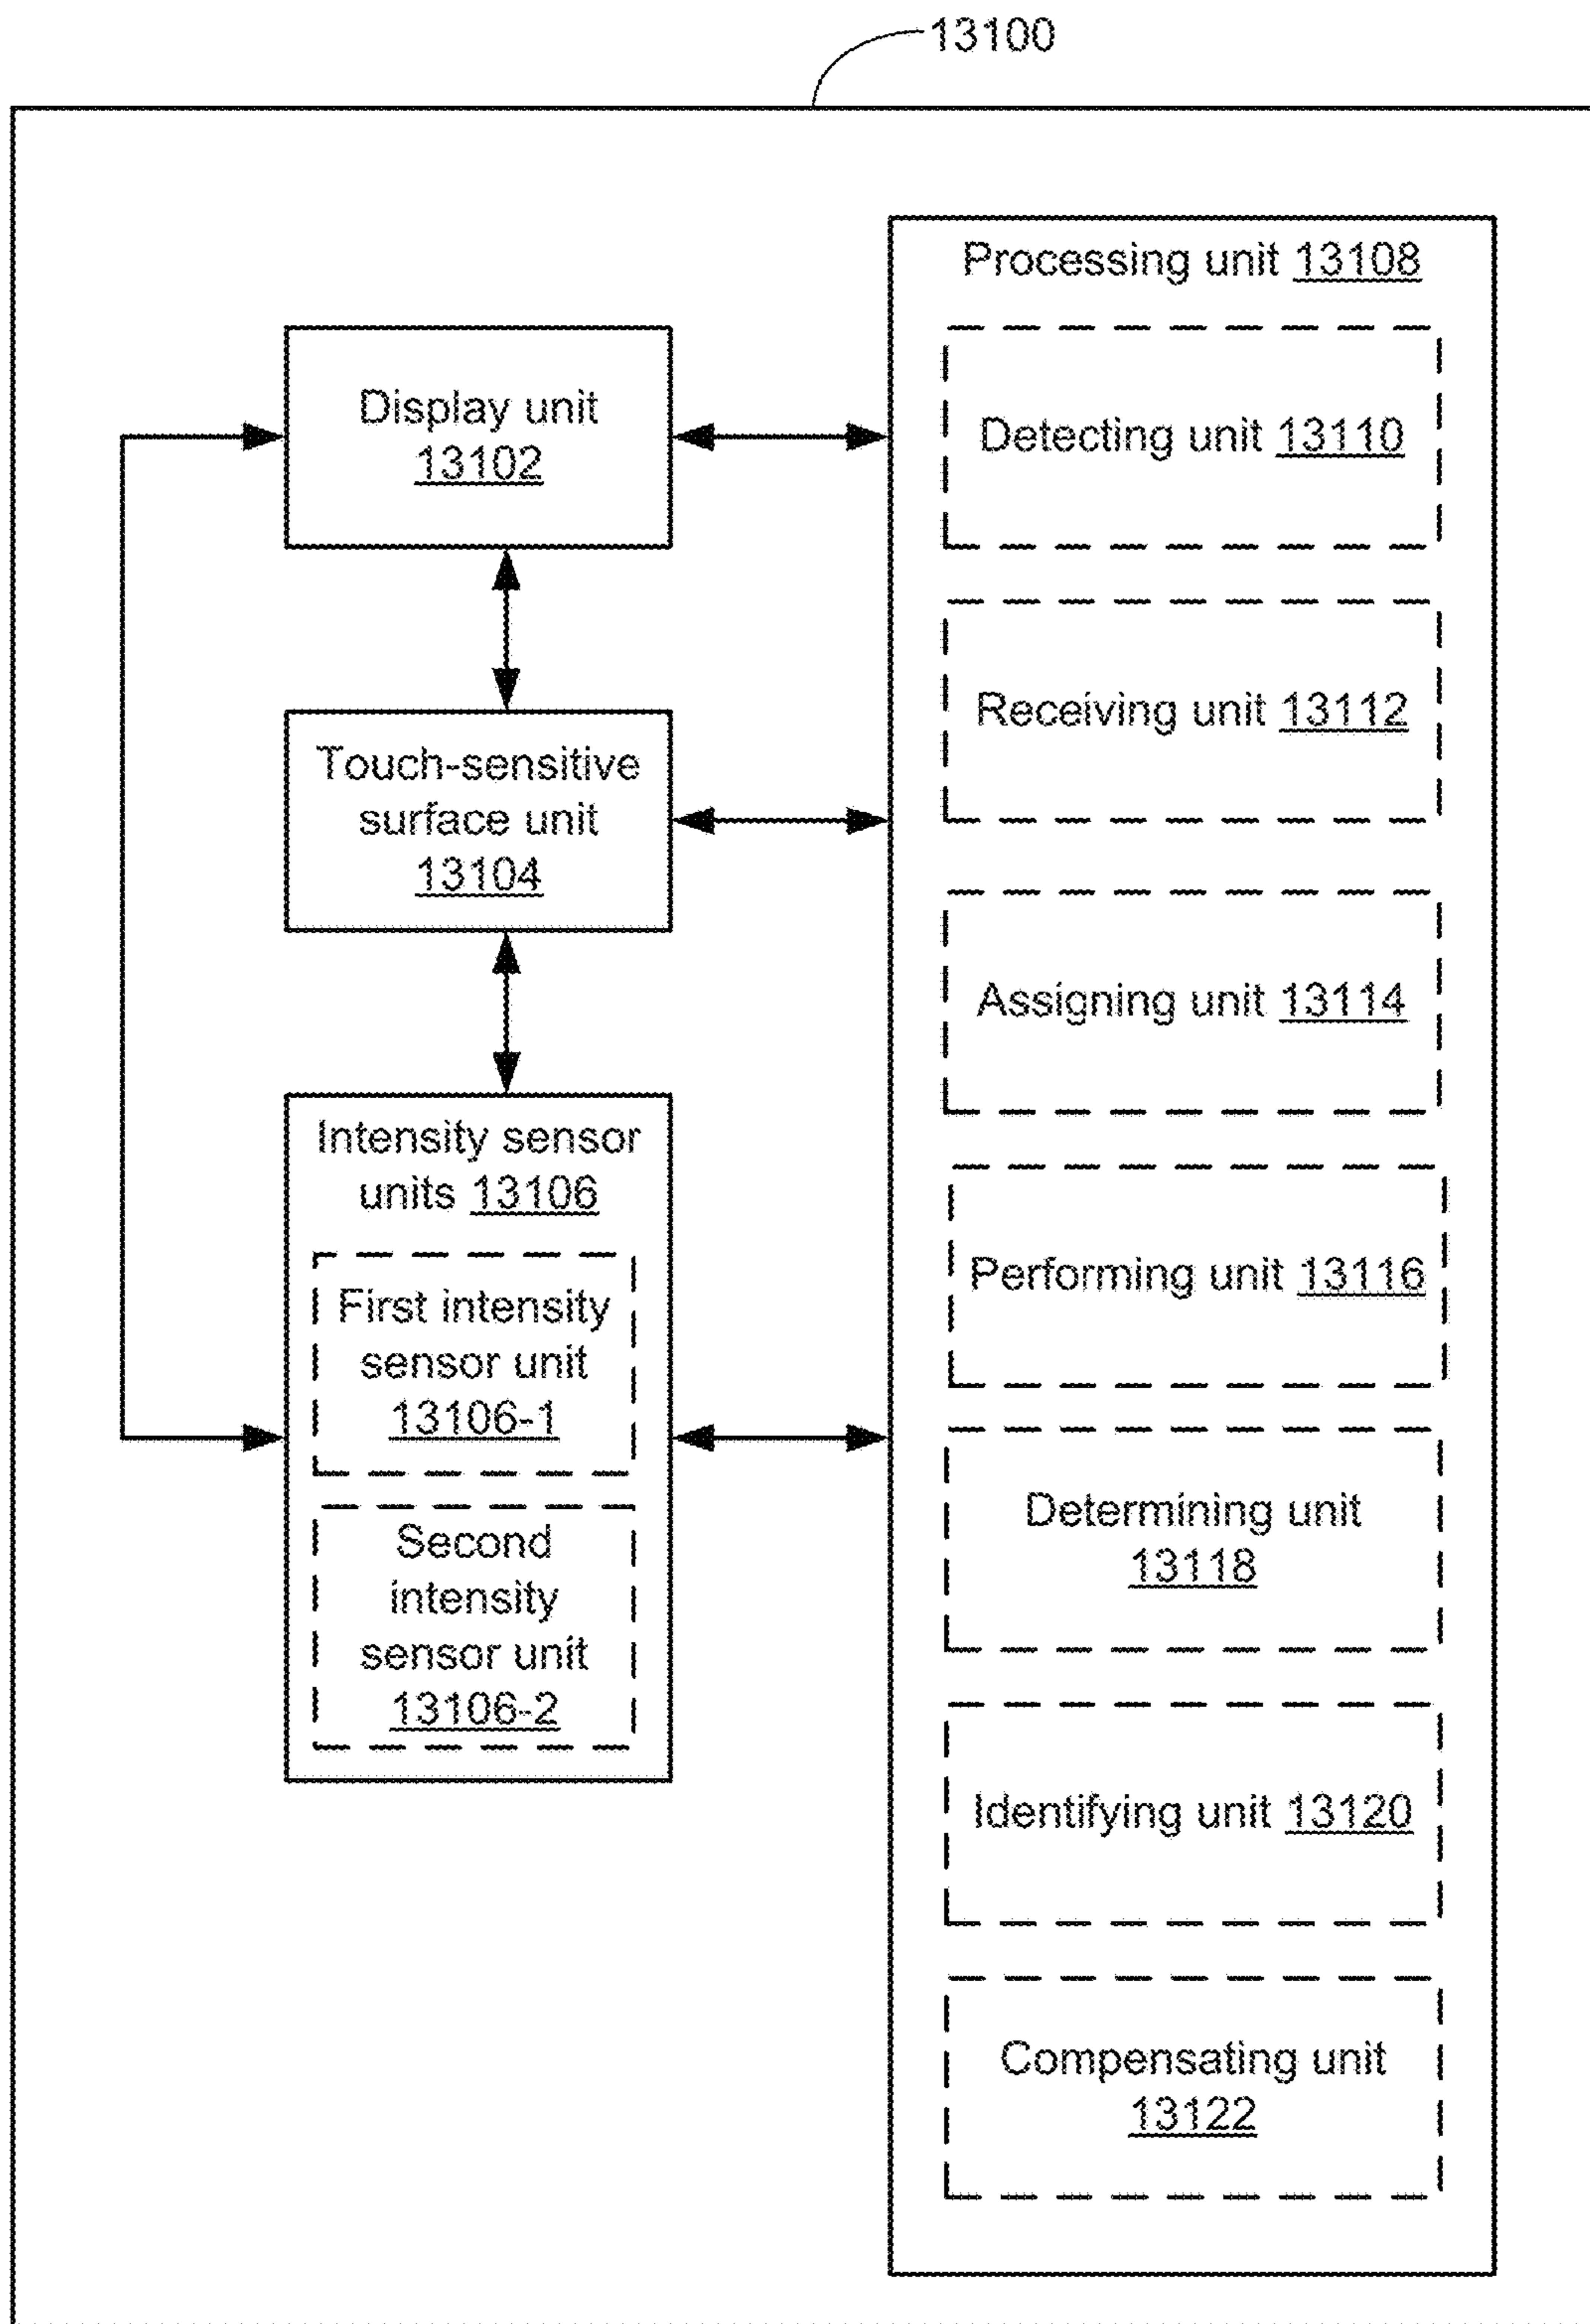 13100
Display unit
13102
Touch-sensitive
surface unit
13104
Intensity sensor
units 13106
First intensity
sensor unit
13106-1
Second
intensity
sensor unit
13106-2
Processing unit 13108
Detecting unit 13110
Receiving unit 13112
Assigning unit 13114
Performing unit 13116
Determining unit
13118
Identifying unit 13120
Compensating unit
13122